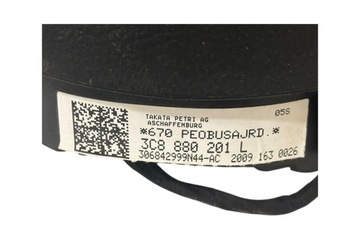 05S
TAKATA PETRI AG
ASCHAFFENBURG
*670 PEOBUSAJRD.*
3C8 880 201 L
306842999N44-AC 2009 163 0026